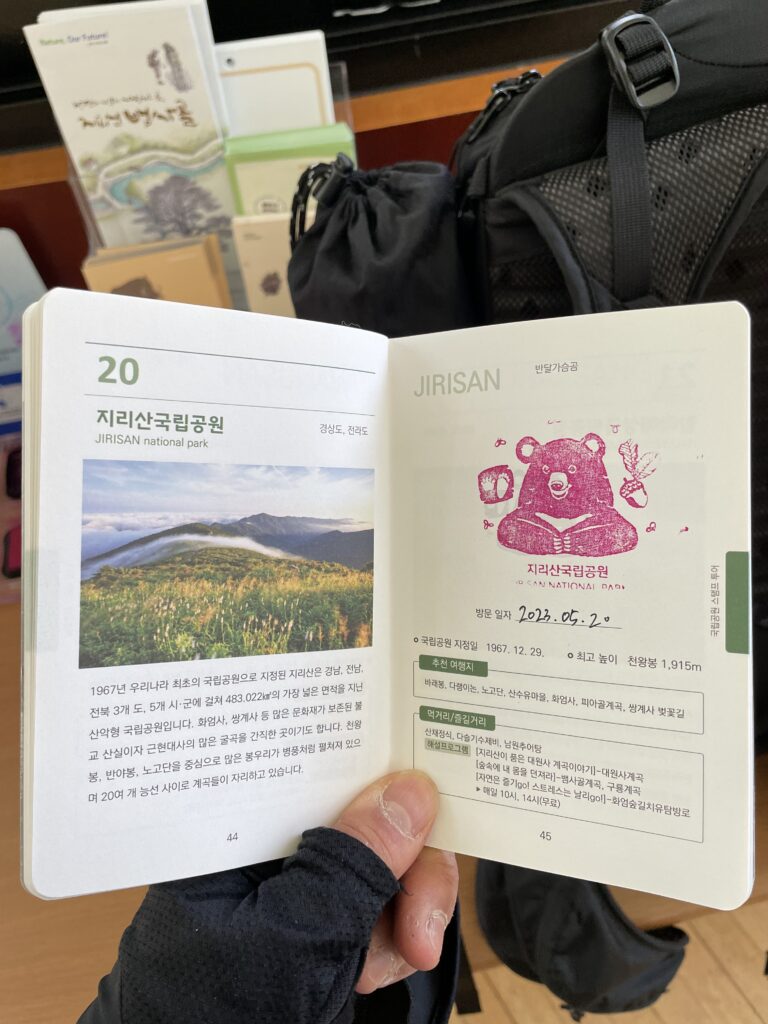 Nature, Our Future!
20
지리산국립공원
JIRISAN national park
경상도, 전라도
1967년 우리나라 최초의 국립공원으로 지정된 지리산은 경남, 전남,
전북 3개 도, 5개 시·군에 걸쳐 483.022㎢의 가장 넓은 면적을 지닌
산악형 국립공원입니다. 화엄사, 쌍계사 등 많은 문화재가 보존된 불
교 산실이자 근현대사의 많은 굴곡을 간직한 곳이기도 합니다. 천왕
봉, 반야봉, 노고단을 중심으로 많은 봉우리가 병풍처럼 펼쳐져 있으
며 20여 개 능선 사이로 계곡들이 자리하고 있습니다.
44
JIRISAN
반달가슴곰
지리산국립공원
JIRISAN NATIONAL PARK
방문 일자 2023.05.20
국립공원 지정일 1967. 12. 29.
최고 높이 천왕봉 1,915m
추천 여행지
바래봉, 다랭이논, 노고단, 산수유마을, 화엄사, 피아골계곡, 쌍계사 벚꽃길
먹거리/즐길거리
산채정식, 다슬기수제비, 남원추어탕
해설프로그램 [지리산이 품은 대원사 계곡이야기]-대원사계곡
[숲속에 내 몸을 던져라]-뱀사골계곡, 구룡계곡
[자연은 즐기go! 스트레스는 날리go!]-화엄숲길치유탐방로
▶ 매일 10시, 14시(무료)
45
국립공원 스탬프 투어